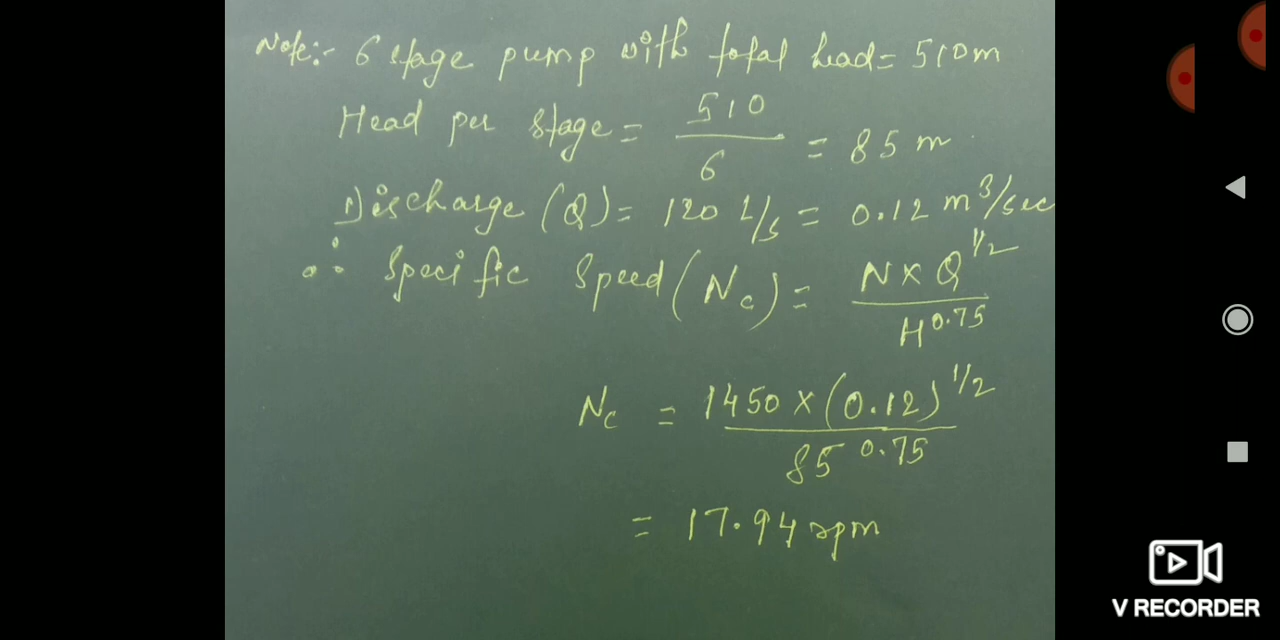 Note:- 6 stage pump with total head = 510m
Head per stage = 510/6 = 85 m
Discharge (Q) = 120 L/s = 0.12 m³/sec
∴ Specific Speed (Nc) = N×Q^1/2 / H^0.75
Nc = 1450×(0.12)^1/2 / 85^0.75
= 17.94 rpm
V RECORDER